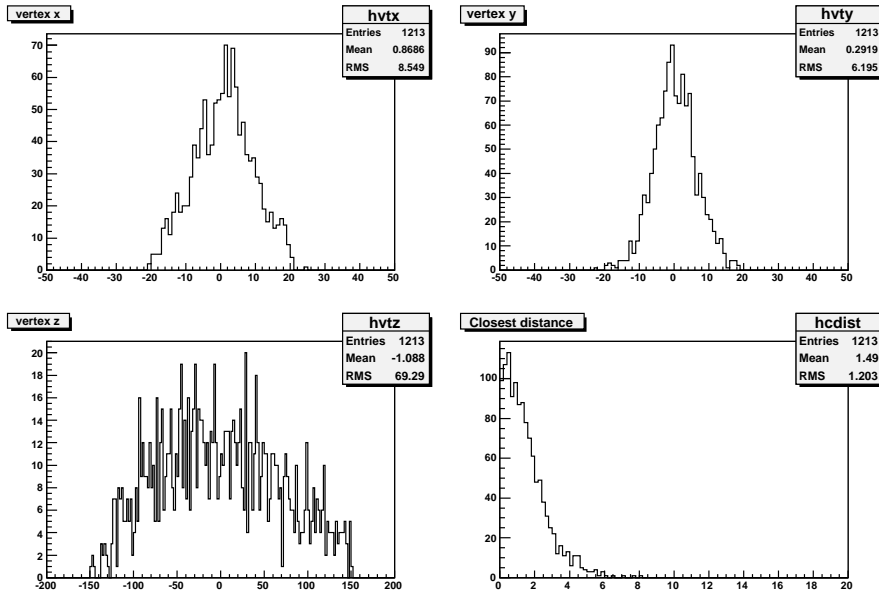 vertex x
hvtx
Entries 1213
Mean 0.8686
RMS 8.549
70
60
50
40
30
20
10
0
-50 -40 -30 -20 -10 0 10 20 30 40 50
vertex y
hvty
Entries 1213
Mean 0.2919
RMS 6.195
90
80
70
60
50
40
30
20
10
0
-50 -40 -30 -20 -10 0 10 20 30 40 50
vertex z
hvtz
Entries 1213
Mean -1.088
RMS 69.29
20
18
16
14
12
10
8
6
4
2
0
-200 -150 -100 -50 0 50 100 150 200
Closest distance
hcdist
Entries 1213
Mean 1.49
RMS 1.203
100
80
60
40
20
0
0 2 4 6 8 10 12 14 16 18 20